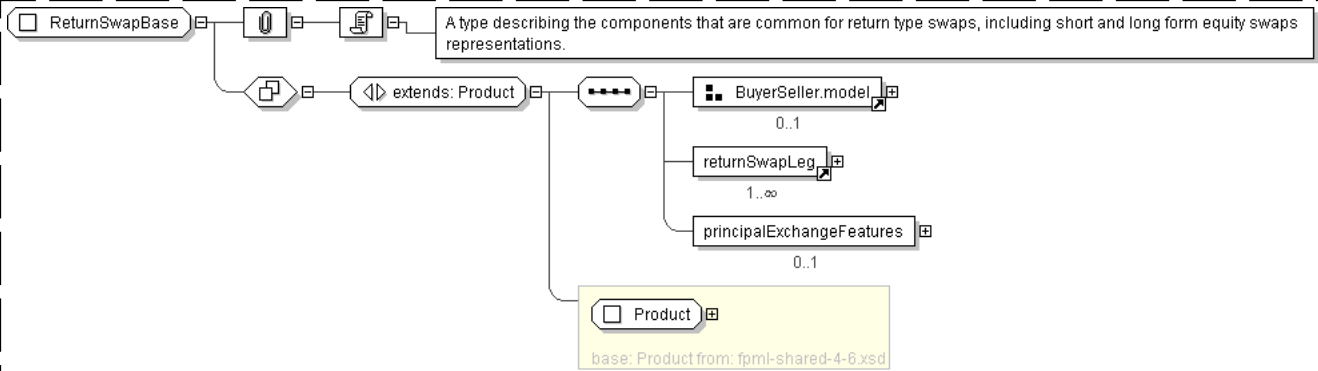 ReturnSwapBase
A type describing the components that are common for return type swaps, including short and long form equity swaps
representations.
extends: Product
BuyerSeller.model
0..1
returnSwapLeg
1..∞
principalExchangeFeatures
0..1
Product
base: Product from: fpml-shared-4-6.xsd